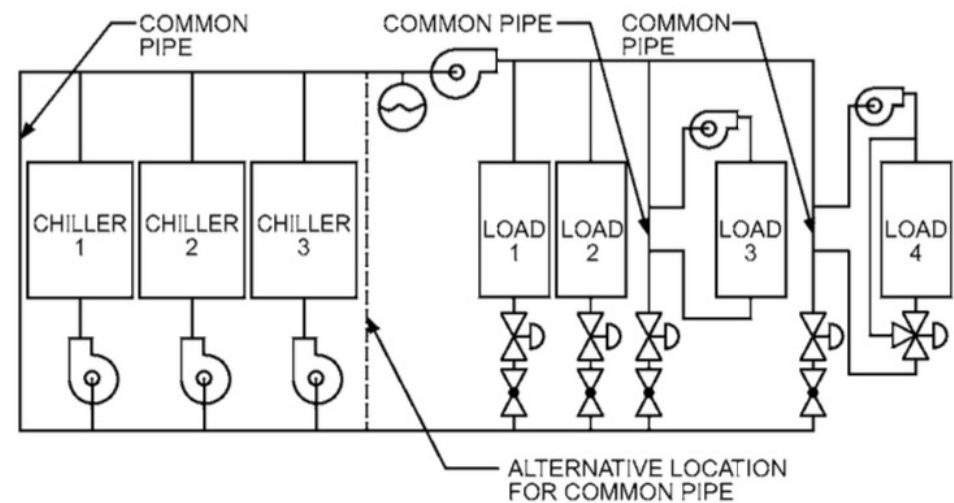 COMMON
PIPE
COMMON PIPE
COMMON
PIPE
CHILLER
1
CHILLER
2
CHILLER
3
LOAD
1
LOAD
2
LOAD
3
LOAD
4
ALTERNATIVE LOCATION
FOR COMMON PIPE